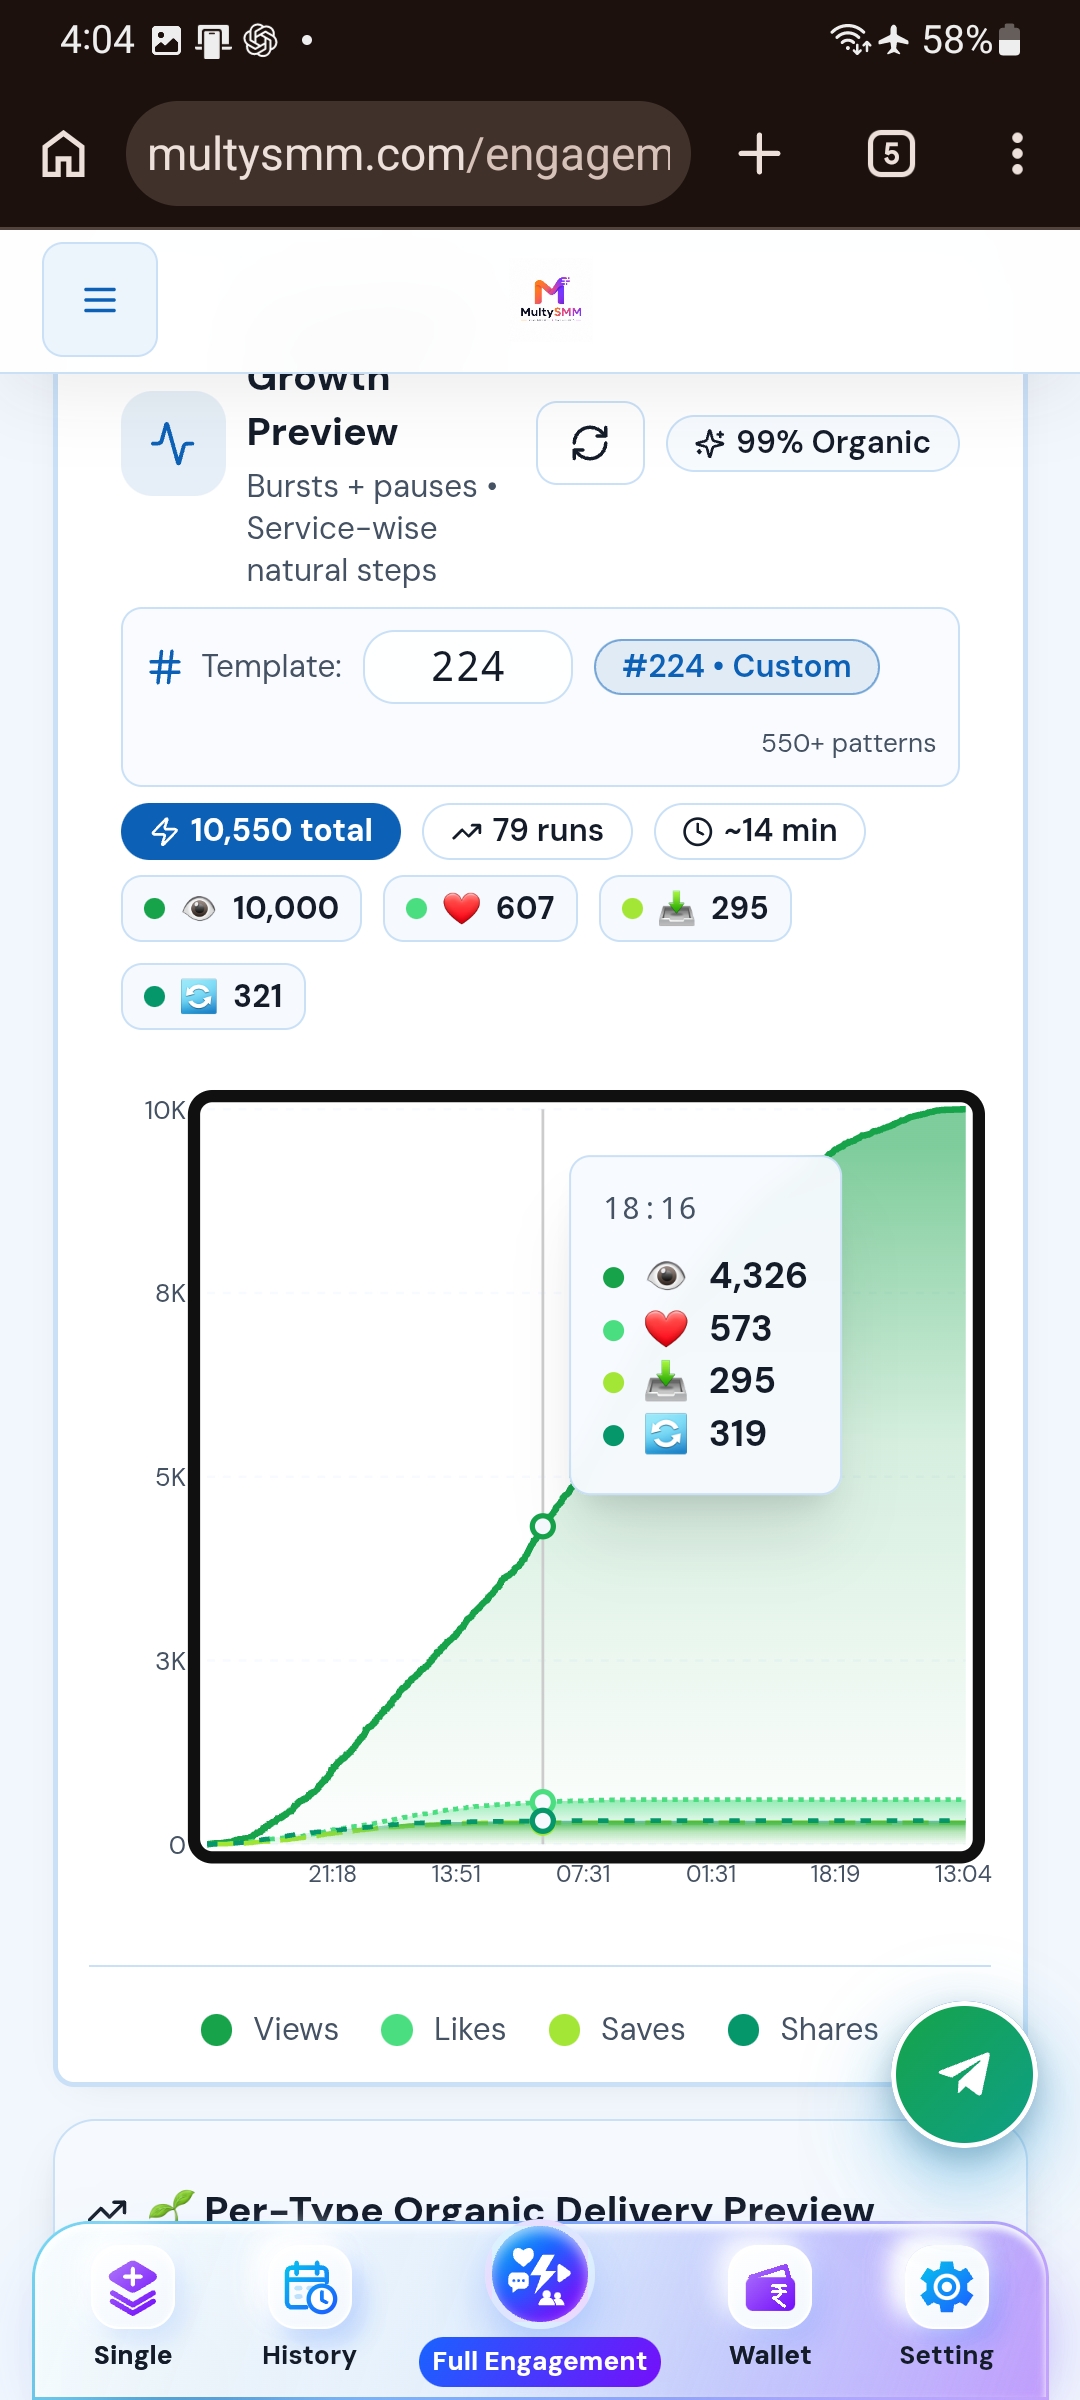 4:04
58%
multysmm.com/engagem
5
MultySMM
Growth
Preview
Bursts + pauses •
Service-wise
natural steps
99% Organic
Template:
224
#224 • Custom
550+ patterns
10,550 total
79 runs
~14 min
10,000
607
295
321
10K
8K
5K
3K
0
18:16
4,326
573
295
319
21:18
13:51
07:31
01:31
18:19
13:04
Views
Likes
Saves
Shares
Per-Type Organic Delivery Preview
Single
History
Full Engagement
Wallet
Setting